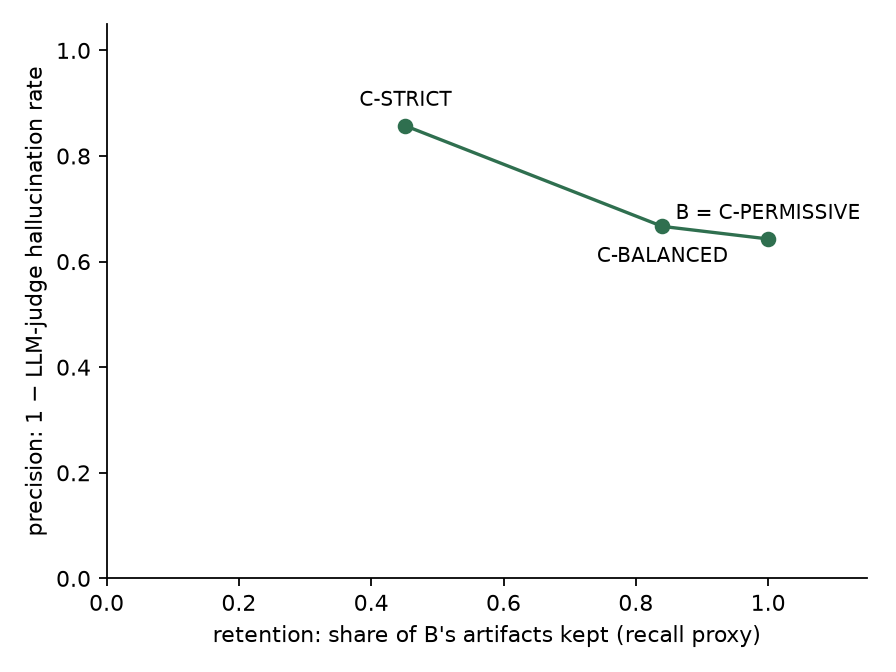 precision: 1 − LLM-judge hallucination rate
1.0
0.8
0.6
0.4
0.2
0.0
C-STRICT
B = C-PERMISSIVE
C-BALANCED
0.0 0.2 0.4 0.6 0.8 1.0
retention: share of B's artifacts kept (recall proxy)